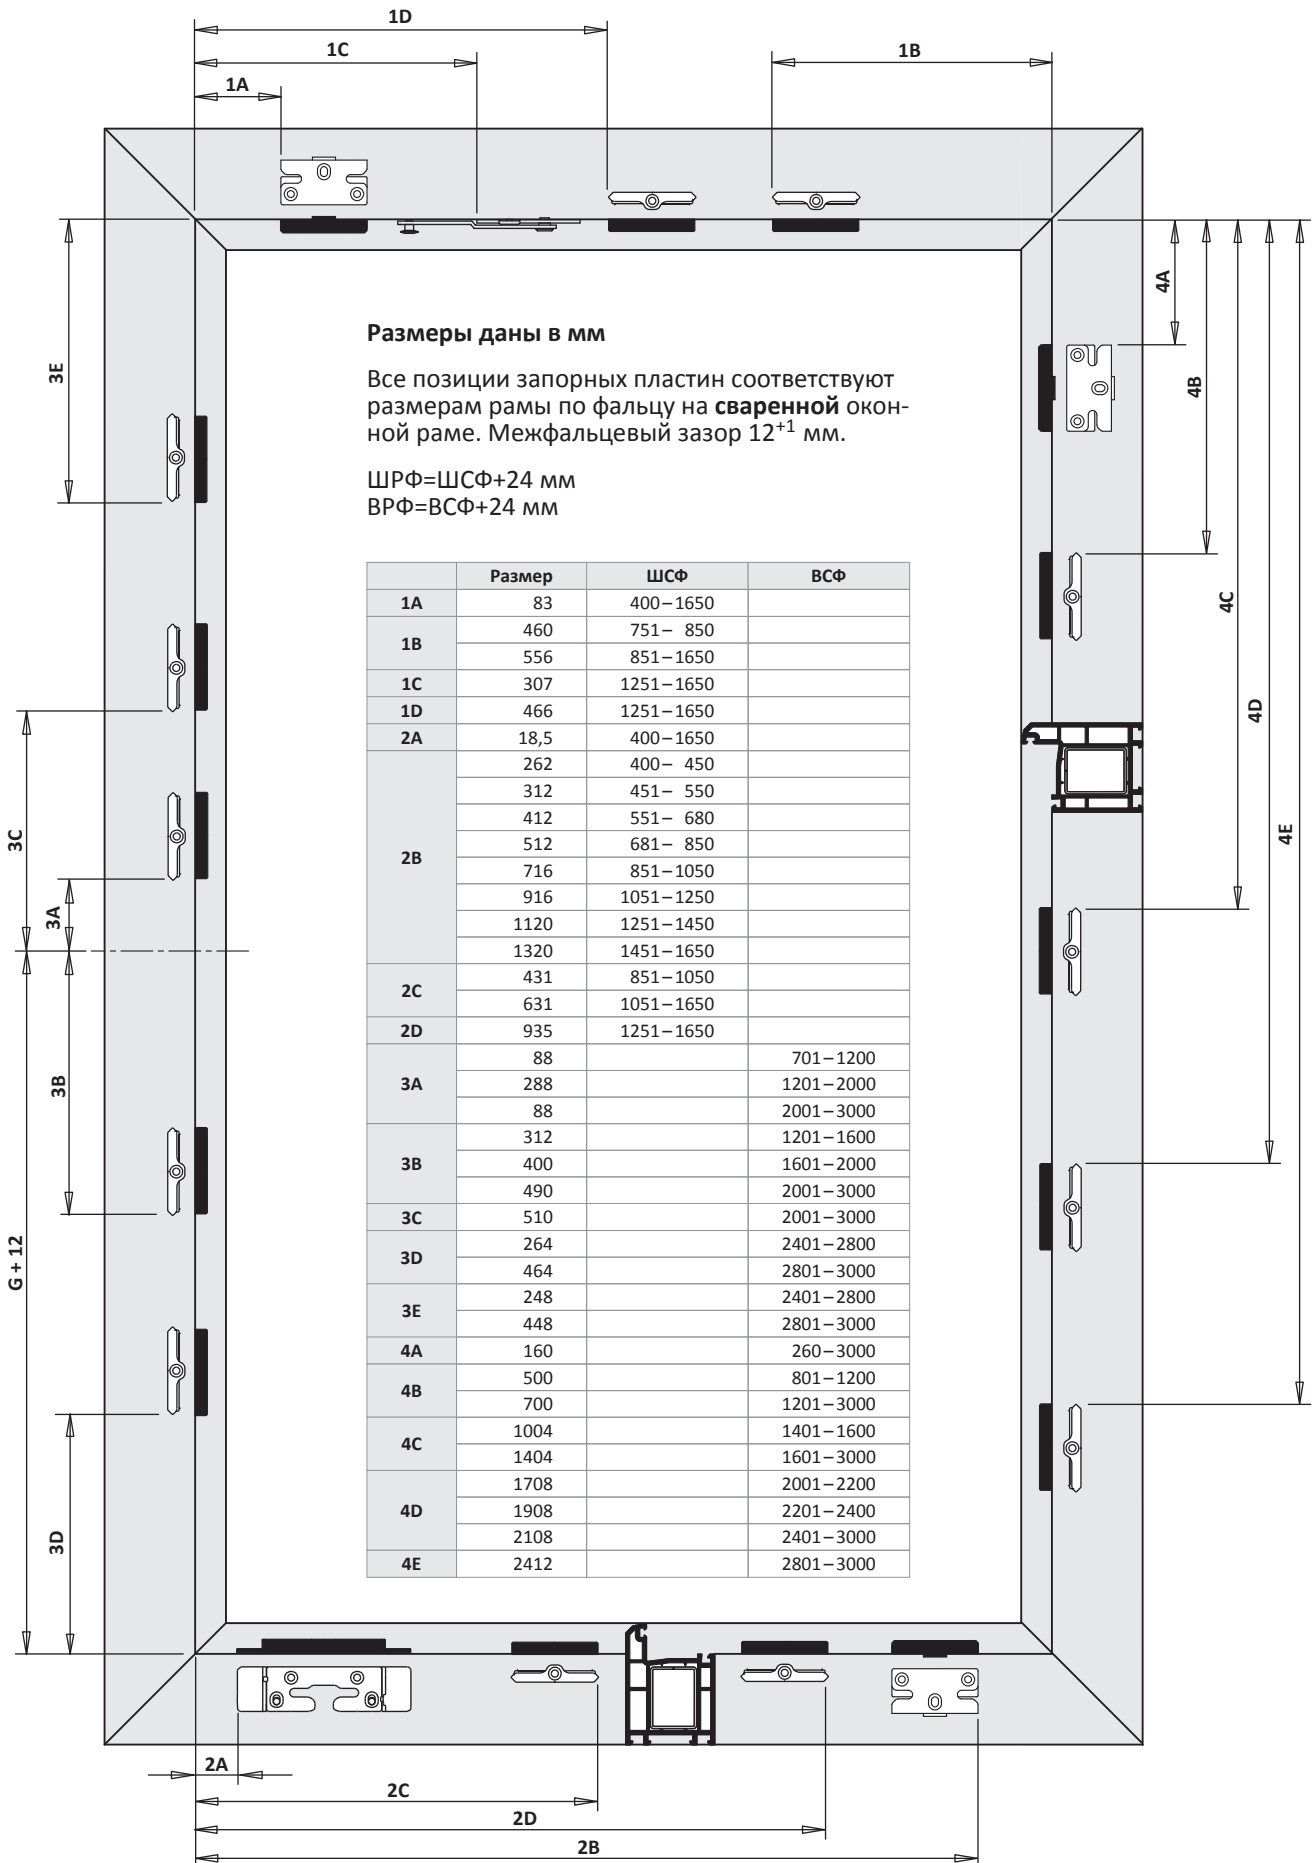 1D
1C
1B
1A
3E
4A
4B
4C
4D
4E
3C
3A
3B
G + 12
3D
Размеры даны в мм
Все позиции запорных пластин соответствуют
размерам рамы по фальцу на сваренной окон-
ной раме. Межфальцевый зазор 12+1 мм.
ШРФ=ШСФ+24 мм
ВРФ=ВСФ+24 мм
Размер ШСФ ВСФ
1A 83 400–1650
1B 460 751– 850
556 851–1650
1C 307 1251–1650
1D 466 1251–1650
2A 18,5 400–1650
2B 262 400– 450
312 451– 550
412 551– 680
512 681– 850
716 851–1050
916 1051–1250
1120 1251–1450
1320 1451–1650
2C 431 851–1050
631 1051–1650
2D 935 1251–1650
3A 88 701–1200
288 1201–2000
88 2001–3000
3B 312 1201–1600
400 1601–2000
490 2001–3000
3C 510 2001–3000
3D 264 2401–2800
464 2801–3000
3E 248 2401–2800
448 2801–3000
4A 160 260–3000
4B 500 801–1200
700 1201–3000
4C 1004 1401–1600
1404 1601–3000
4D 1708 2001–2200
1908 2201–2400
2108 2401–3000
4E 2412 2801–3000
2A
2C
2D
2B